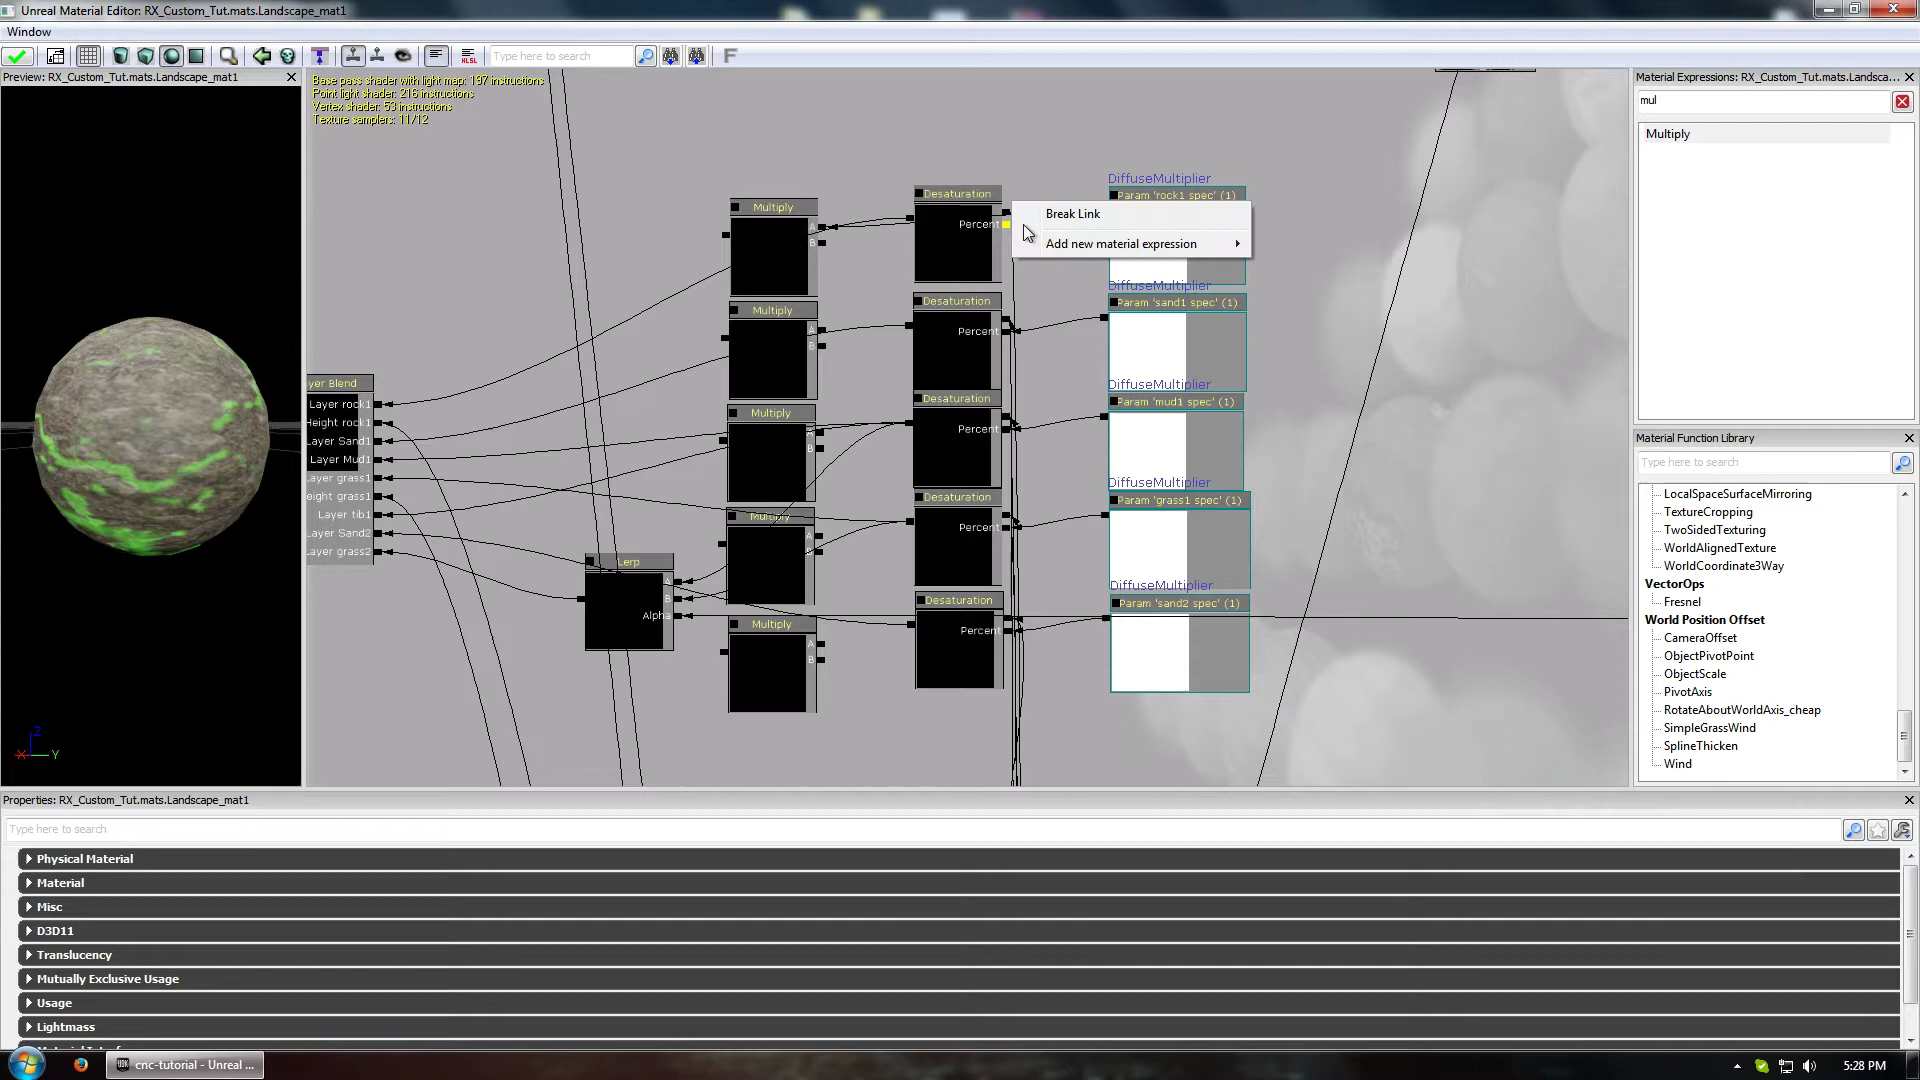 Unreal Material Editor: RX_Custom_Tut.mats.Landscape_mat1
Window
HLSL
Type here to search
F
Preview: RX_Custom_Tut.mats.Landscape_mat1
Base pass shader with light map: 197 instructions
Point light shader: 216 instructions
Vertex shader: 53 instructions
Texture samplers: 11/12
Z
X
Y
yer Blend
Layer rock1
Height rock1
Layer Sand1
Layer Mud1
Layer grass1
eight grass1
Layer tib1
Layer Sand2
Layer grass2
Lerp
A
B
Alpha
Multiply
A
B
Multiply
A
B
Multiply
A
B
Multiply
A
B
Multiply
A
B
Desaturation
Percent
Desaturation
Percent
Desaturation
Percent
Desaturation
Percent
Desaturation
Percent
Break Link
Add new material expression
DiffuseMultiplier
Param 'rock1 spec' (1)
DiffuseMultiplier
Param 'sand1 spec' (1)
DiffuseMultiplier
Param 'mud1 spec' (1)
DiffuseMultiplier
Param 'grass1 spec' (1)
DiffuseMultiplier
Param 'sand2 spec' (1)
Material Expressions: RX_Custom_Tut.mats.Landsca...
mul
Multiply
Material Function Library
Type here to search
LocalSpaceSurfaceMirroring
TextureCropping
TwoSidedTexturing
WorldAlignedTexture
WorldCoordinate3Way
VectorOps
Fresnel
World Position Offset
CameraOffset
ObjectPivotPoint
ObjectScale
PivotAxis
RotateAboutWorldAxis_cheap
SimpleGrassWind
SplineThicken
Wind
Properties: RX_Custom_Tut.mats.Landscape_mat1
Type here to search
Physical Material
Material
Misc
D3D11
Translucency
Mutually Exclusive Usage
Usage
Lightmass
cnc-tutorial - Unreal ...
5:28 PM